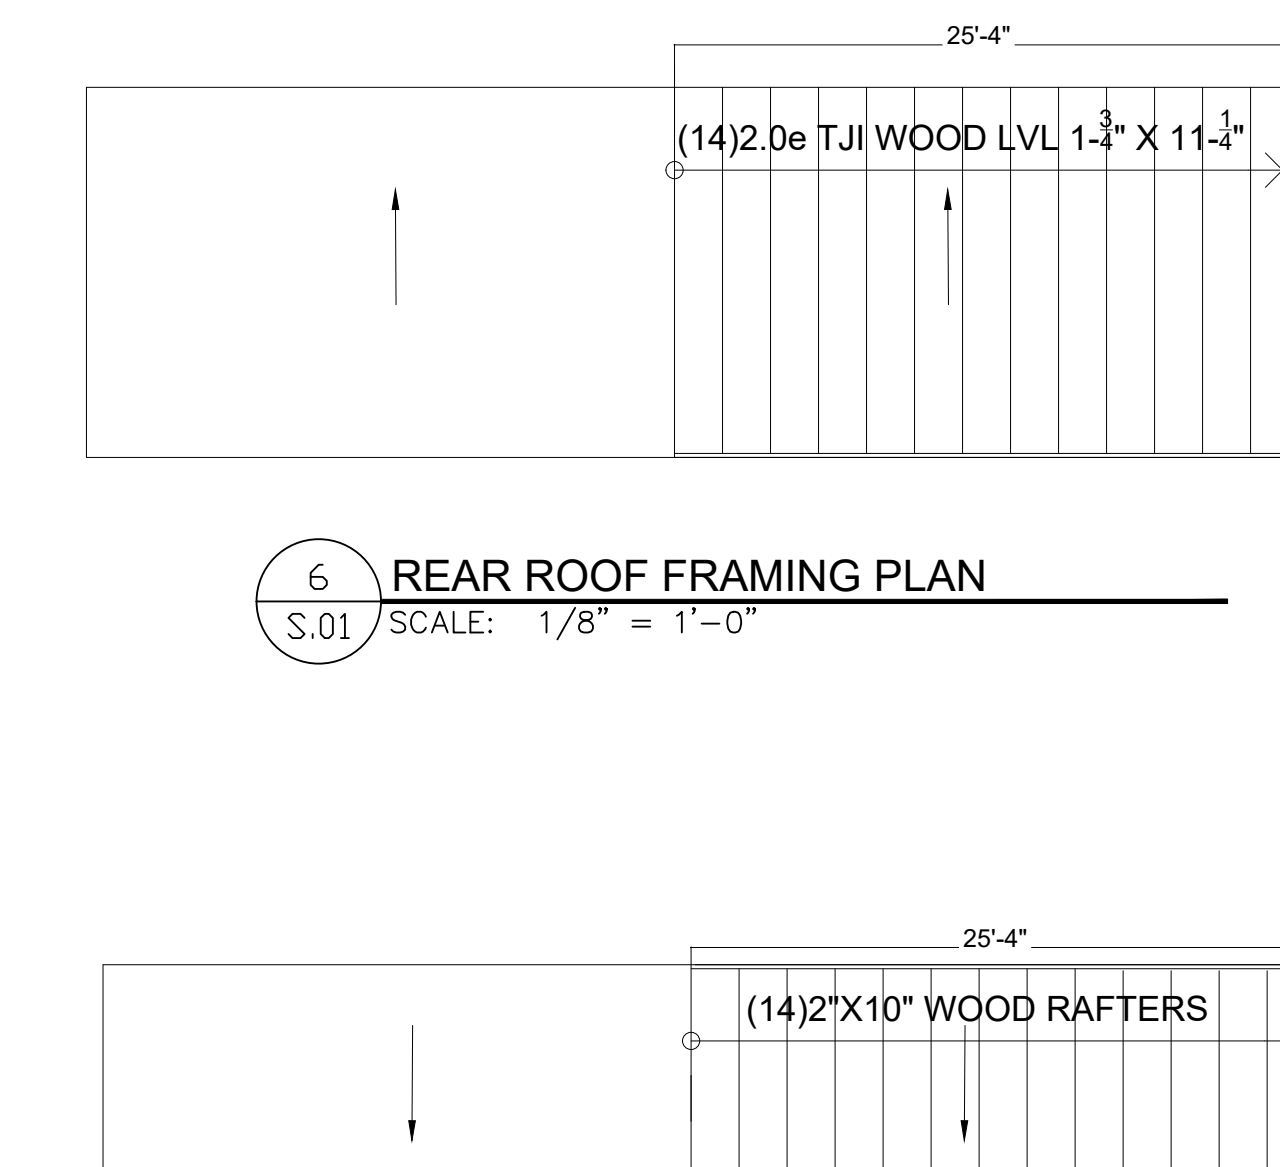 25'-4"
(14)2.0e TJI WOOD LVL 1-3/4" X 11-1/4"
6
REAR ROOF FRAMING PLAN
S.01
SCALE: 1/8” = 1’-0”
25'-4"
(14)2"X10" WOOD RAFTERS